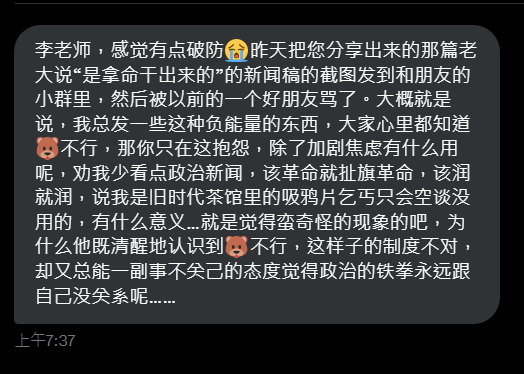 李老师，感觉有点破防😭昨天把您分享出来的那篇老
大说“是拿命干出来的”的新闻稿的截图发到和朋友的
小群里，然后被以前的一个好朋友骂了。大概就是
说，我总发一些这种负能量的东西，大家心里都知道
🐻不行，那你只在这抱怨，除了加剧焦虑有什么用
呢，劝我少看点政治新闻，该革命就扯旗革命，该润
就润，说我是旧时代茶馆里的吸鸦片乞丐只会空谈没
用的，有什么意义...就是觉得蛮奇怪的现象的吧，为
什么他既清醒地认识到🐻不行，这样子的制度不对，
却又总能一副事不关己的态度觉得政治的铁拳永远跟
自己没关系呢......
上午7:37